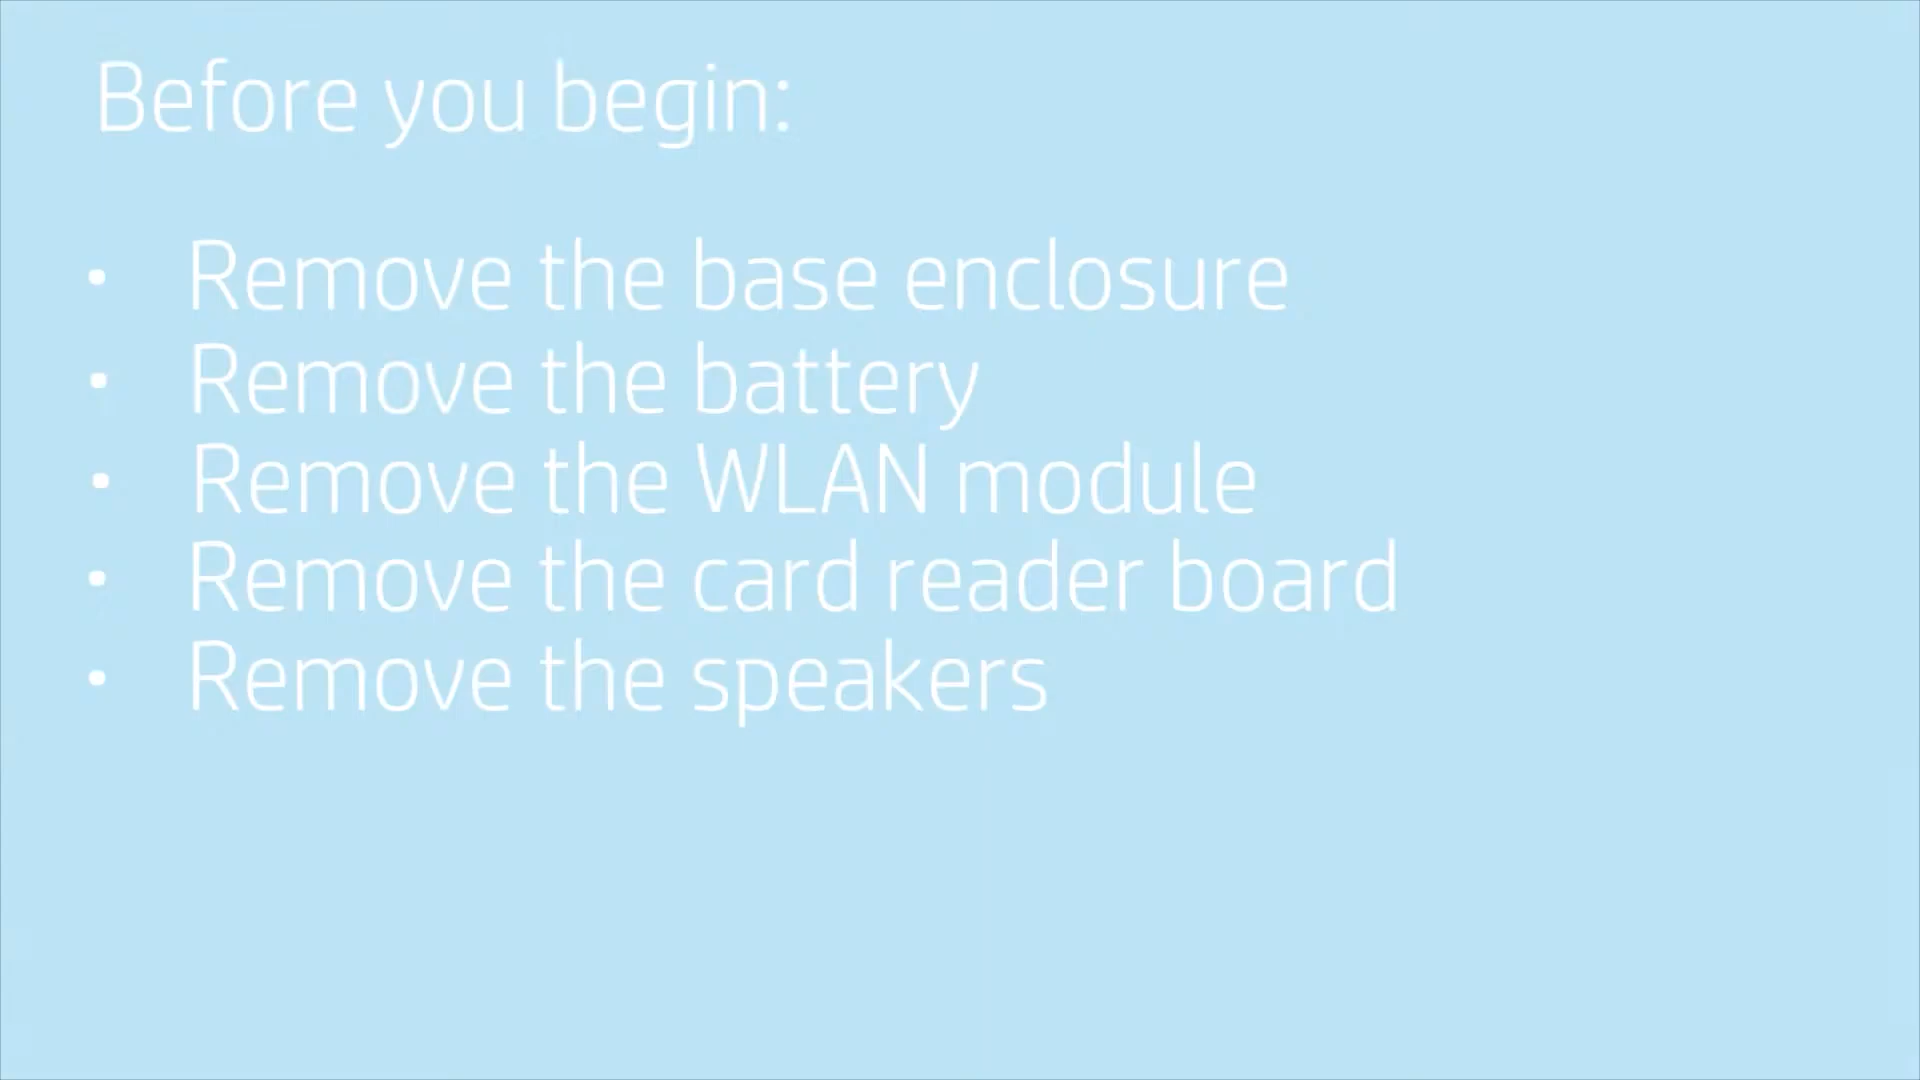 Before you begin:
• Remove the base enclosure
• Remove the battery
• Remove the WLAN module
• Remove the card reader board
• Remove the speakers